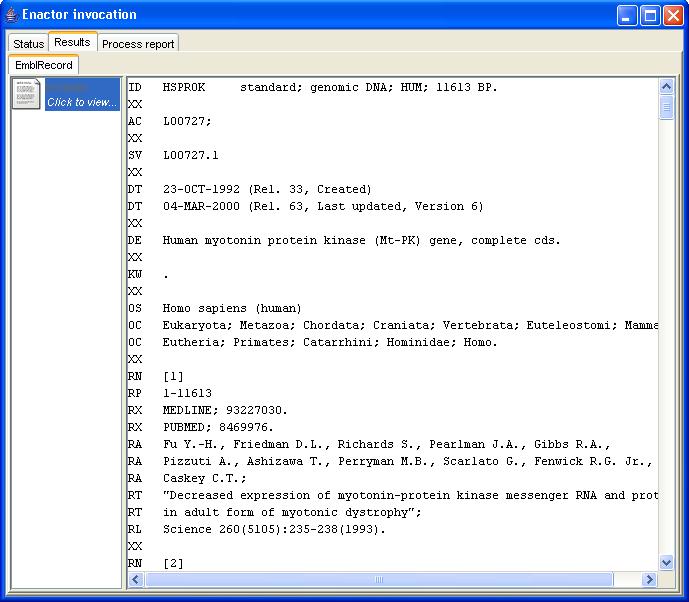 Enactor invocation
Status Results Process report
EmblRecord
Click to view...
ID HSPROK standard; genomic DNA; HUM; 11613 BP.
XX
AC L00727;
XX
SV L00727.1
XX
DT 23-OCT-1992 (Rel. 33, Created)
DT 04-MAR-2000 (Rel. 63, Last updated, Version 6)
XX
DE Human myotonin protein kinase (Mt-PK) gene, complete cds.
XX
KW .
XX
OS Homo sapiens (human)
OC Eukaryota; Metazoa; Chordata; Craniata; Vertebrata; Euteleostomi; Mamma
OC Eutheria; Primates; Catarrhini; Hominidae; Homo.
XX
RN [1]
RP 1-11613
RX MEDLINE; 93227030.
RX PUBMED; 8469976.
RA Fu Y.-H., Friedman D.L., Richards S., Pearlman J.A., Gibbs R.A.,
RA Pizzuti A., Ashizawa T., Perryman M.B., Scarlato G., Fenwick R.G. Jr.,
RA Caskey C.T.;
RT "Decreased expression of myotonin-protein kinase messenger RNA and prot
RT in adult form of myotonic dystrophy";
RL Science 260(5105):235-238(1993).
XX
RN [2]